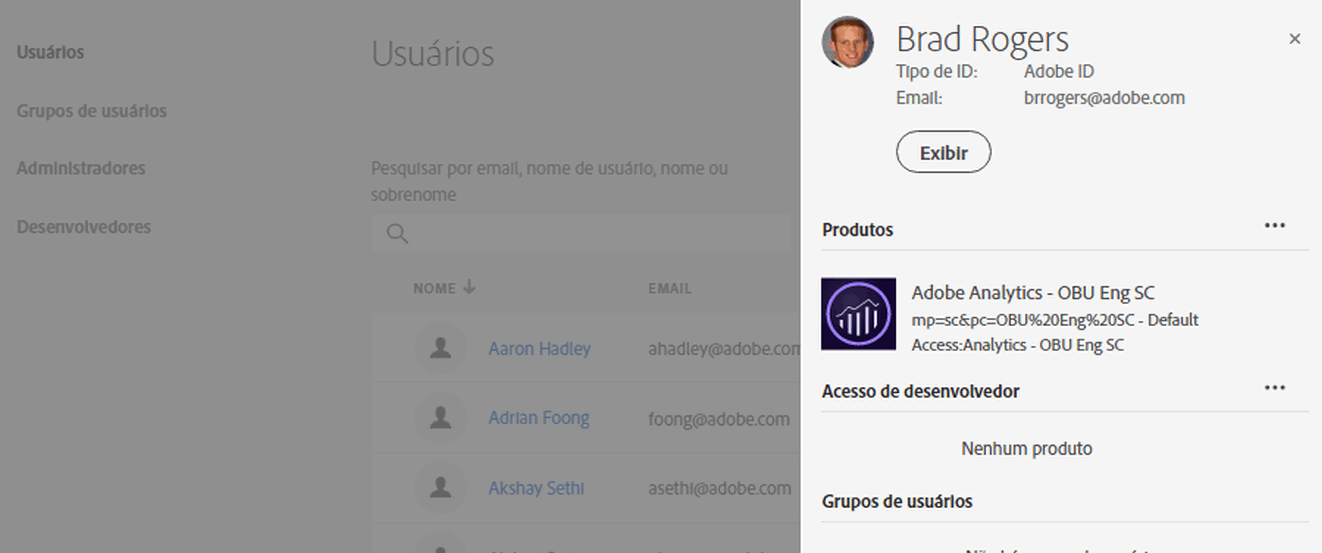 Usuários
Grupos de usuários
Administradores
Desenvolvedores
Usuários
Pesquisar por email, nome de usuário, nome ou
sobrenome
NOME
EMAIL
Aaron Hadley
ahadley@adobe.com
Adrian Foong
foong@adobe.com
Akshay Sethi
asethi@adobe.com
Brad Rogers
Tipo de ID: Adobe ID
Email: brrogers@adobe.com
Exibir
Produtos
Adobe Analytics - OBU Eng SC
mp=sc&pc=OBU%20Eng%20SC - Default
Access:Analytics - OBU Eng SC
Acesso de desenvolvedor
Nenhum produto
Grupos de usuários